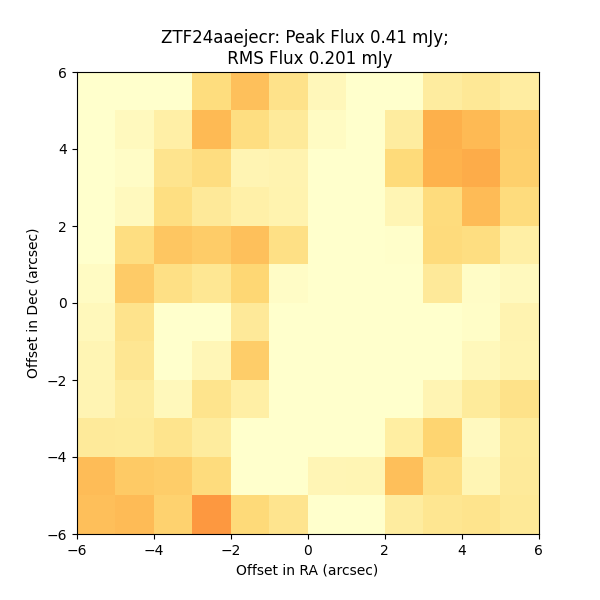 ZTF24aaejecr: Peak Flux 0.41 mJy;
RMS Flux 0.201 mJy
6
4
2
0
−2
−4
−6
Offset in Dec (arcsec)
−6 −4 −2 0 2 4 6
Offset in RA (arcsec)